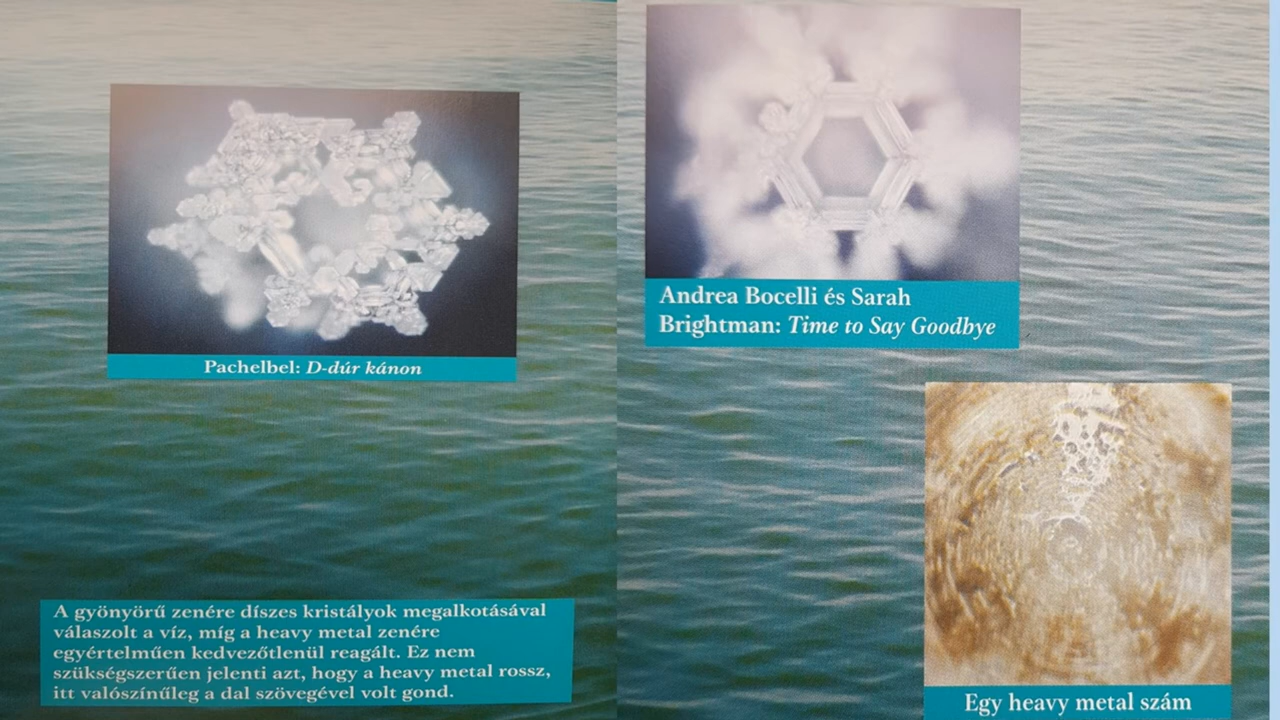 Pachelbel: D-dúr kánon
A gyönyörű zenére díszes kristályok megalkotásával
válaszolt a víz, míg a heavy metal zenére
egyértelműen kedvezőtlenül reagált. Ez nem
szükségszerűen jelenti azt, hogy a heavy metal rossz,
itt valószínűleg a dal szövegével volt gond.
Andrea Bocelli és Sarah
Brightman: Time to Say Goodbye
Egy heavy metal szám